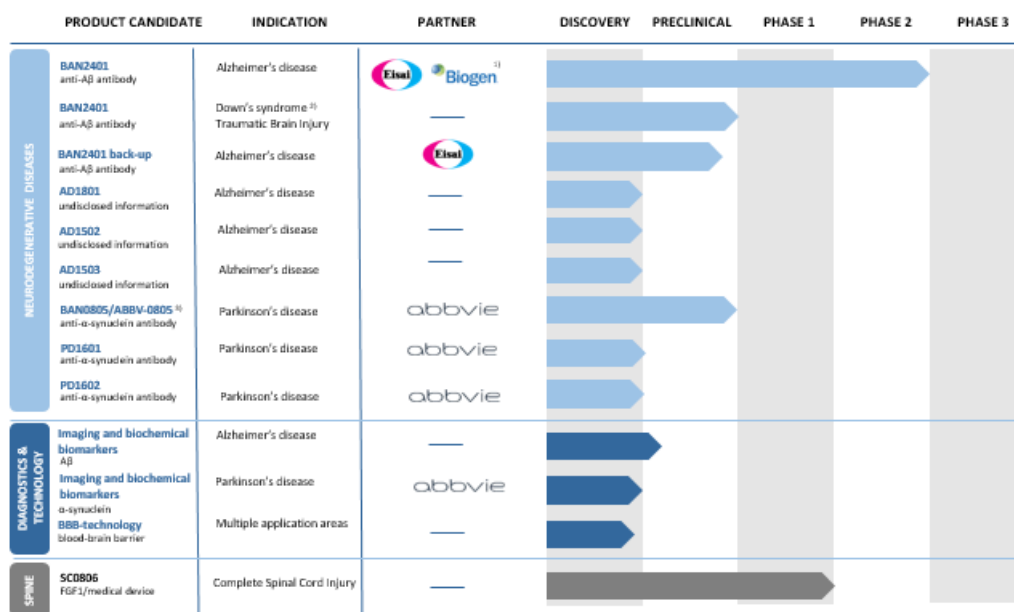 PRODUCT CANDIDATE INDICATION PARTNER DISCOVERY PRECLINICAL PHASE 1 PHASE 2 PHASE 3
NEURODEGENERATIVE DISEASES
BAN2401 Alzheimer's disease Eisai Biogen 1)
anti-Aβ antibody
BAN2401 Down's syndrome 2)
anti-Aβ antibody Traumatic Brain Injury
BAN2401 back-up Alzheimer's disease Eisai
anti-Aβ antibody
AD1801 Alzheimer's disease
undisclosed information
AD1502 Alzheimer's disease
undisclosed information
AD1503 Alzheimer's disease
undisclosed information
BAN0805/ABBV-0805 3) Parkinson's disease abbvie
anti-α-synuclein antibody
PD1601 Parkinson's disease abbvie
anti-α-synuclein antibody
PD1602 Parkinson's disease abbvie
anti-α-synuclein antibody
DIAGNOSTICS &
TECHNOLOGY
Imaging and biochemical Alzheimer's disease
biomarkers
Aβ
Imaging and biochemical Parkinson's disease abbvie
biomarkers
α-synuclein
BBB-technology Multiple application areas
blood-brain barrier
SPINE
SC0806 Complete Spinal Cord Injury
FGF1/medical device